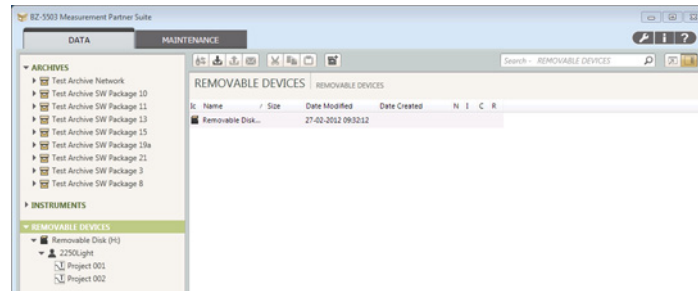 BZ-5503 Measurement Partner Suite
DATA MAINTENANCE
ARCHIVES
Test Archive Network
Test Archive SW Package 10
Test Archive SW Package 11
Test Archive SW Package 13
Test Archive SW Package 15
Test Archive SW Package 19a
Test Archive SW Package 21
Test Archive SW Package 3
Test Archive SW Package 8
INSTRUMENTS
REMOVABLE DEVICES
Removable Disk (H:)
2250Light
Project 001
Project 002
Search - REMOVABLE DEVICES
REMOVABLE DEVICES REMOVABLE DEVICES
Ic Name / Size Date Modified Date Created N I C R
Removable Disk... 27-02-2012 09:32:12